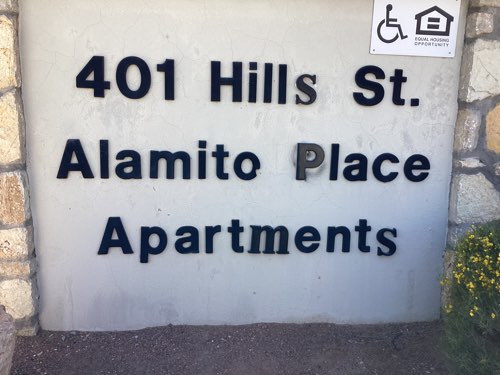 EQUAL HOUSING
OPPORTUNITY
401 Hills St.
Alamito Place
Apartments